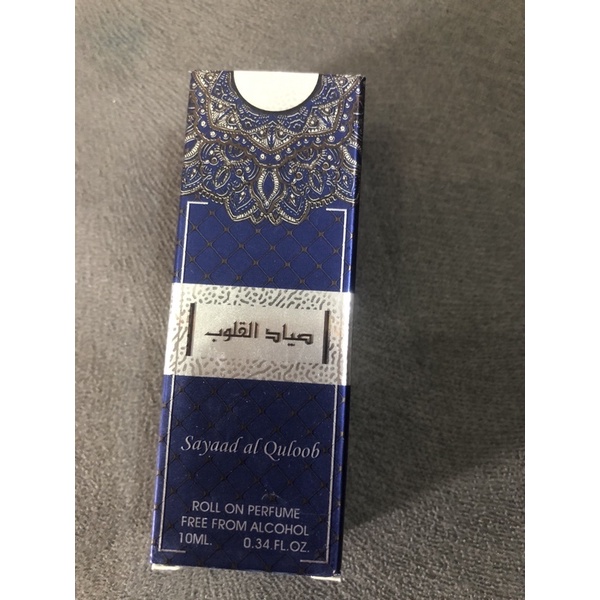 صياد القلوب
Sayaad al Quloob
ROLL ON PERFUME
FREE FROM ALCOHOL
10ML. 0.34.FL.OZ.